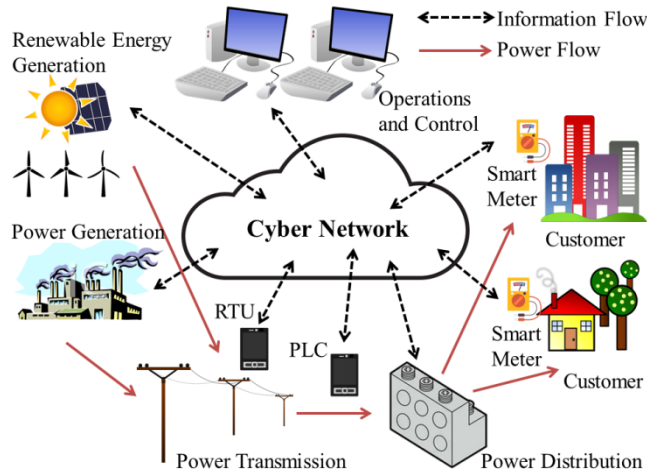 Renewable Energy
Generation
Information Flow
Power Flow
Operations
and Control
Smart
Meter
Customer
Cyber Network
Power Generation
RTU
PLC
Smart
Meter
Customer
Power Transmission
Power Distribution